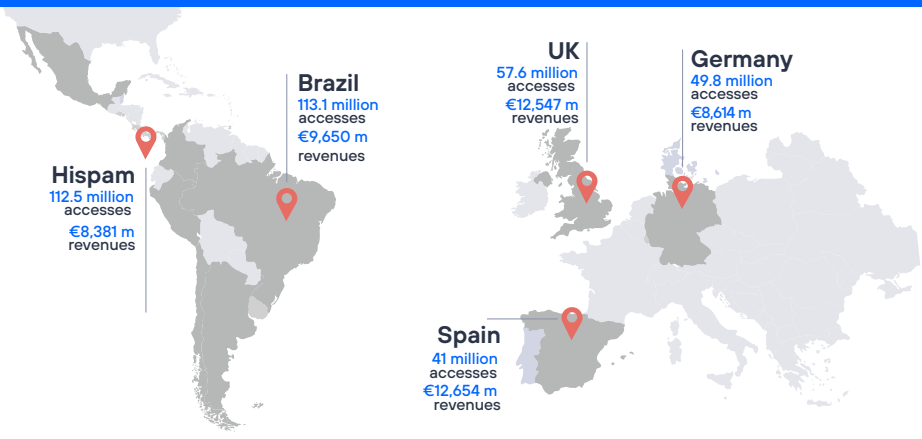 Brazil
113.1 million
accesses
€9,650 m
revenues
Hispam
112.5 million
accesses
€8,381 m
revenues
UK
57.6 million
accesses
€12,547 m
revenues
Germany
49.8 million
accesses
€8,614 m
revenues
Spain
41 million
accesses
€12,654 m
revenues